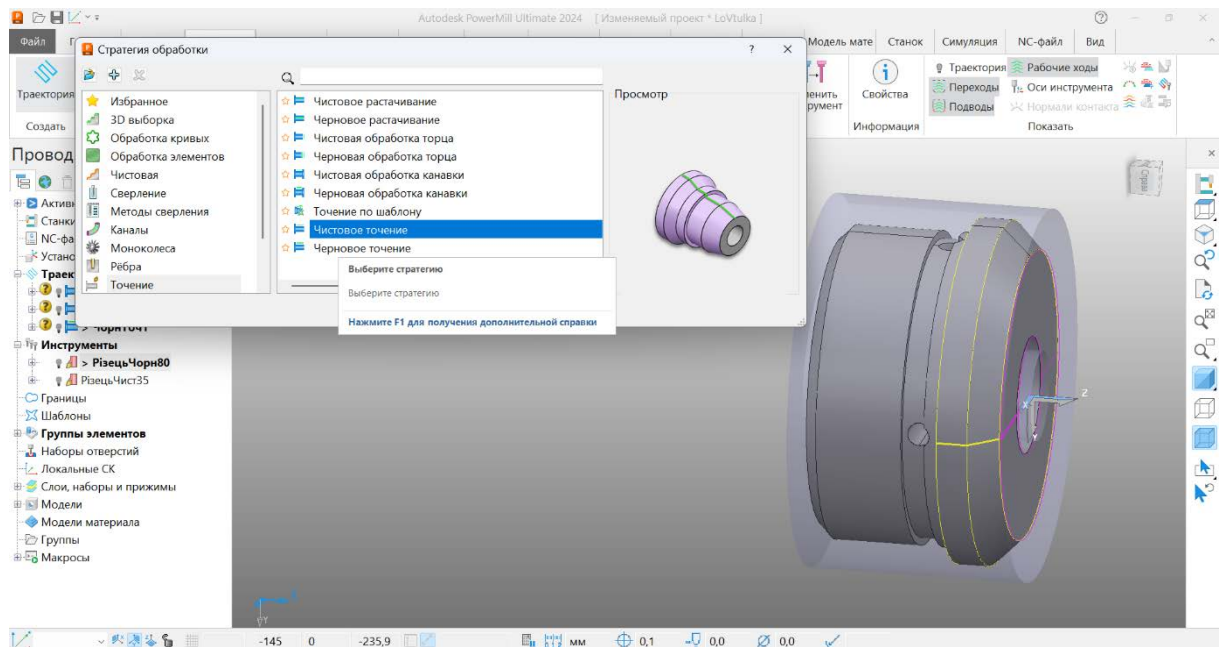 Autodesk PowerMill Ultimate 2024 [ Изменяемый проект * LoVtulka ]
Файл
Модель мате Станок Симуляция NC-файл Вид
Стратегия обработки
Избранное
3D выборка
Обработка кривых
Обработка элементов
Чистовая
Сверление
Методы сверления
Каналы
Моноколеса
Рёбра
Точение
Чистовое растачивание
Черновое растачивание
Чистовая обработка торца
Черновая обработка торца
Чистовая обработка канавки
Черновая обработка канавки
Точение по шаблону
Чистовое точение
Черновое точение
Просмотр
Выберите стратегию
Выберите стратегию
Нажмите F1 для получения дополнительной справки
Траектория
Создать
Свойства
Информация
Траектория Рабочие ходы
Переходы Оси инструмента
Подводы Нормали контакта
Показать
Провод
Активн
Станки
NC-фа
Устано
Траек
> ЧорнТоч1
Инструменты
> РізецьЧорн80
РізецьЧист35
Границы
Шаблоны
Группы элементов
Наборы отверстий
Локальные СК
Слои, наборы и прижимы
Модели
Модели материала
Группы
Макросы
Z
X
Y
-145 0 -235,9 мм 0,1 0,0 0,0